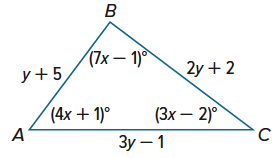 B
(7x – 1)°
y + 5
2y + 2
(4x + 1)°
(3x – 2)°
A
C
3y – 1